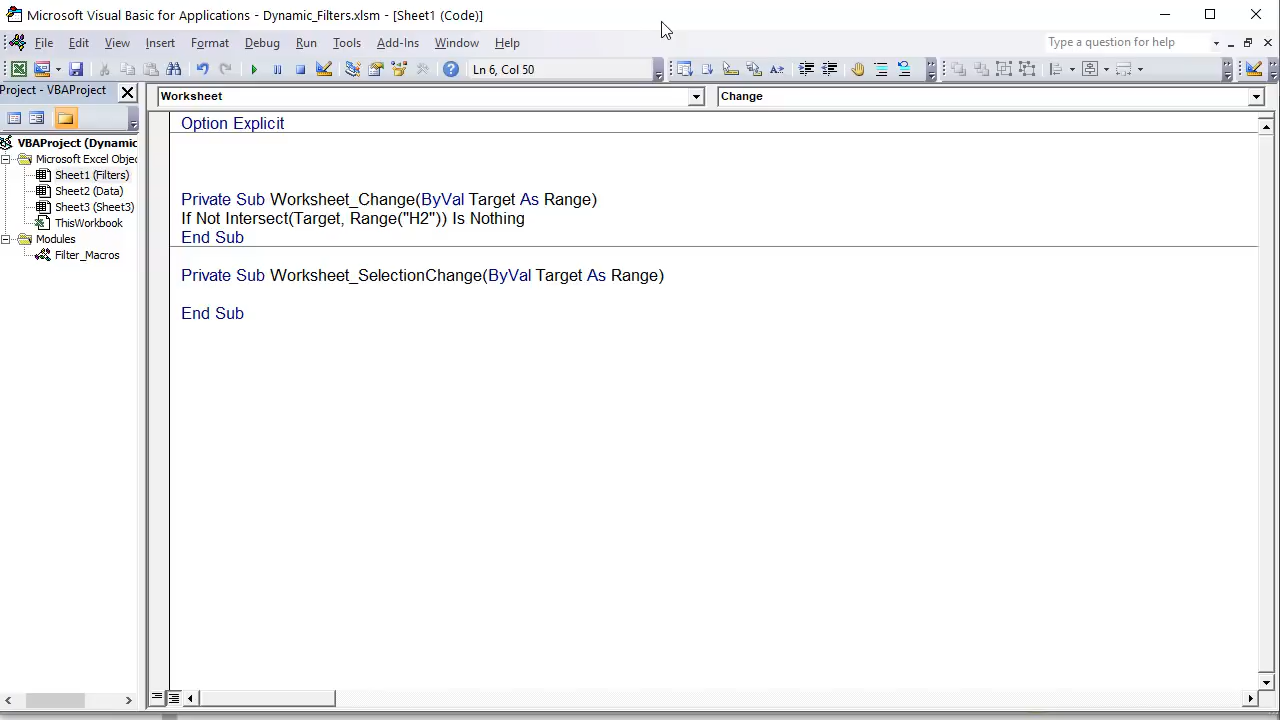 Microsoft Visual Basic for Applications - Dynamic_Filters.xlsm - [Sheet1 (Code)]
File Edit View Insert Format Debug Run Tools Add-Ins Window Help Type a question for help
Ln 6, Col 50
Project - VBAProject
Worksheet Change
VBAProject (Dynamic
Microsoft Excel Objec
Sheet1 (Filters)
Sheet2 (Data)
Sheet3 (Sheet3)
ThisWorkbook
Modules
Filter_Macros
Option Explicit
Private Sub Worksheet_Change(ByVal Target As Range)
If Not Intersect(Target, Range("H2")) Is Nothing
End Sub
Private Sub Worksheet_SelectionChange(ByVal Target As Range)
End Sub